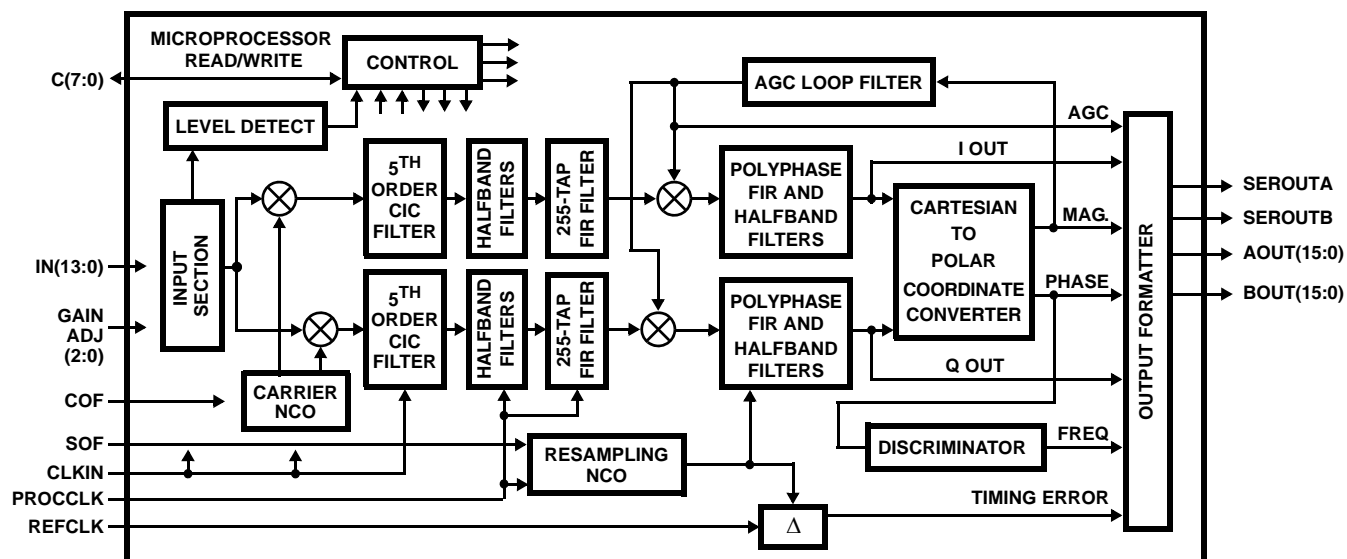 MICROPROCESSOR
READ/WRITE
C(7:0)
CONTROL
AGC LOOP FILTER
LEVEL DETECT
AGC
I OUT
5TH
ORDER
CIC
FILTER
HALFBAND
FILTERS
255-TAP
FIR FILTER
POLYPHASE
FIR AND
HALFBAND
FILTERS
CARTESIAN
TO
POLAR
COORDINATE
CONVERTER
MAG.
PHASE
OUTPUT FORMATTER
SEROUTA
SEROUTB
AOUT(15:0)
BOUT(15:0)
IN(13:0)
INPUT
SECTION
GAIN
ADJ
(2:0)
5TH
ORDER
CIC
FILTER
HALFBAND
FILTERS
255-TAP
FIR FILTER
POLYPHASE
FIR AND
HALFBAND
FILTERS
Q OUT
COF
CARRIER
NCO
SOF
RESAMPLING
NCO
DISCRIMINATOR
FREQ
CLKIN
PROCCLK
TIMING ERROR
REFCLK
Δ